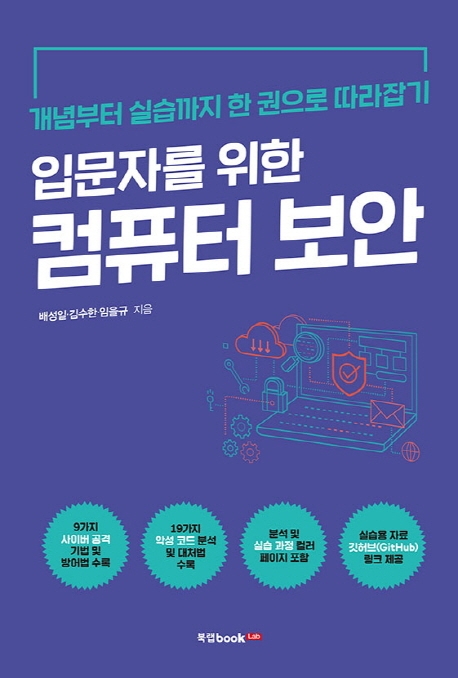 개념부터 실습까지 한 권으로 따라잡기
입문자를 위한
컴퓨터 보안
배성일·김수한·임을규 지음
9가지
사이버 공격
기법 및
방어법 수록
19가지
악성 코드 분석
및 대처법
수록
분석 및
실습 과정 컬러
페이지 포함
실습용 자료
깃허브(GitHub)
링크 제공
북랩book Lab